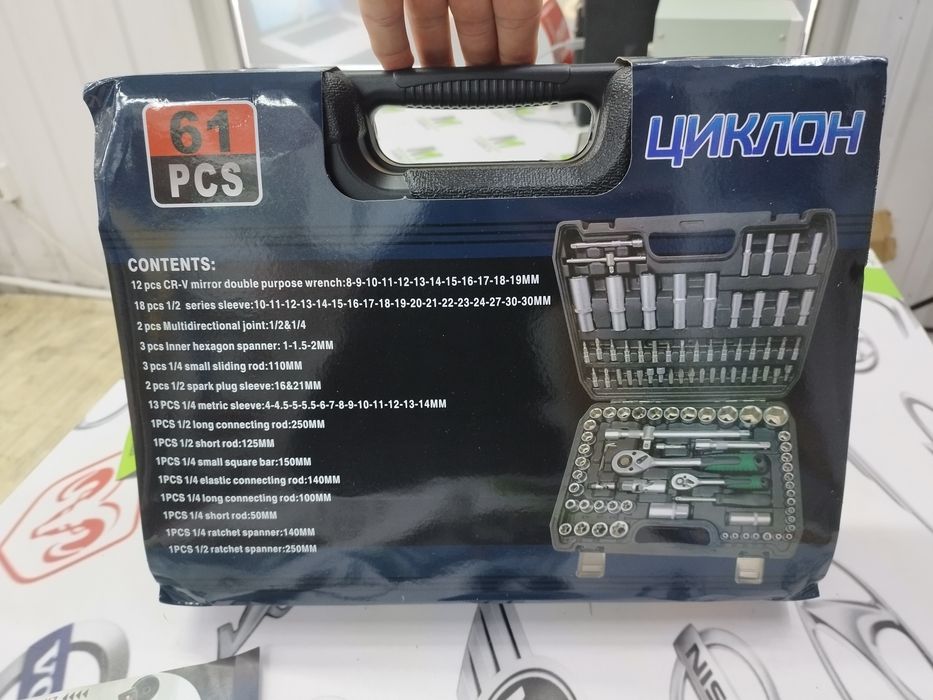 61
PCS
ЦИКЛОН
CONTENTS:
12 pcs CR-V mirror double purpose wrench:8-9-10-11-12-13-14-15-16-17-18-19MM
18 pcs 1/2 series sleeve:10-11-12-13-14-15-16-17-18-19-20-21-22-23-24-27-30-30MM
2 pcs Multidirectional joint:1/2&1/4
3 pcs Inner hexagon spanner: 1-1.5-2MM
3 pcs 1/4 small sliding rod:110MM
2 pcs 1/2 spark plug sleeve:16&21MM
13 PCS 1/4 metric sleeve:4-4.5-5-5.5-6-7-8-9-10-11-12-13-14MM
1PCS 1/2 long connecting rod:250MM
1PCS 1/2 short rod:125MM
1PCS 1/4 small square bar:150MM
1PCS 1/4 elastic connecting rod:140MM
1PCS 1/4 long connecting rod:100MM
1PCS 1/4 short rod:50MM
1PCS 1/4 ratchet spanner:140MM
1PCS 1/2 ratchet spanner:250MM
NISS